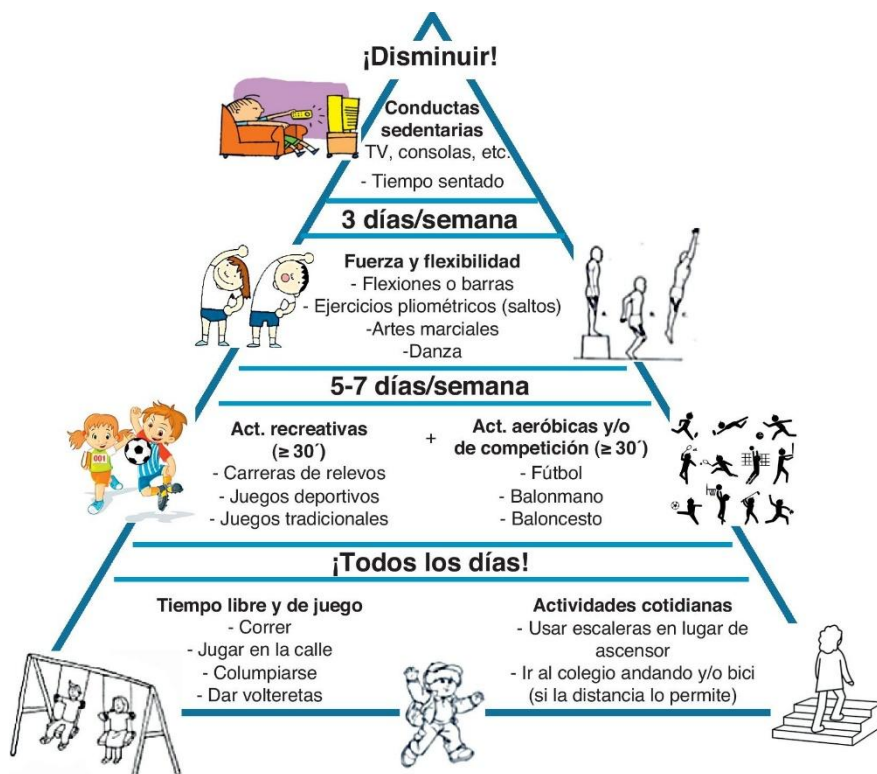 ¡Disminuir!
Conductas
sedentarias
TV, consolas, etc.
- Tiempo sentado
3 días/semana
Fuerza y flexibilidad
- Flexiones o barras
- Ejercicios pliométricos (saltos)
-Artes marciales
-Danza
5-7 días/semana
Act. recreativas
(≥ 30´)
- Carreras de relevos
- Juegos deportivos
- Juegos tradicionales
+
Act. aeróbicas y/o
de competición (≥ 30´)
- Fútbol
- Balonmano
- Baloncesto
001
¡Todos los días!
Tiempo libre y de juego
- Correr
- Jugar en la calle
- Columpiarse
- Dar volteretas
Actividades cotidianas
- Usar escaleras en lugar de
ascensor
- Ir al colegio andando y/o bici
(si la distancia lo permite)